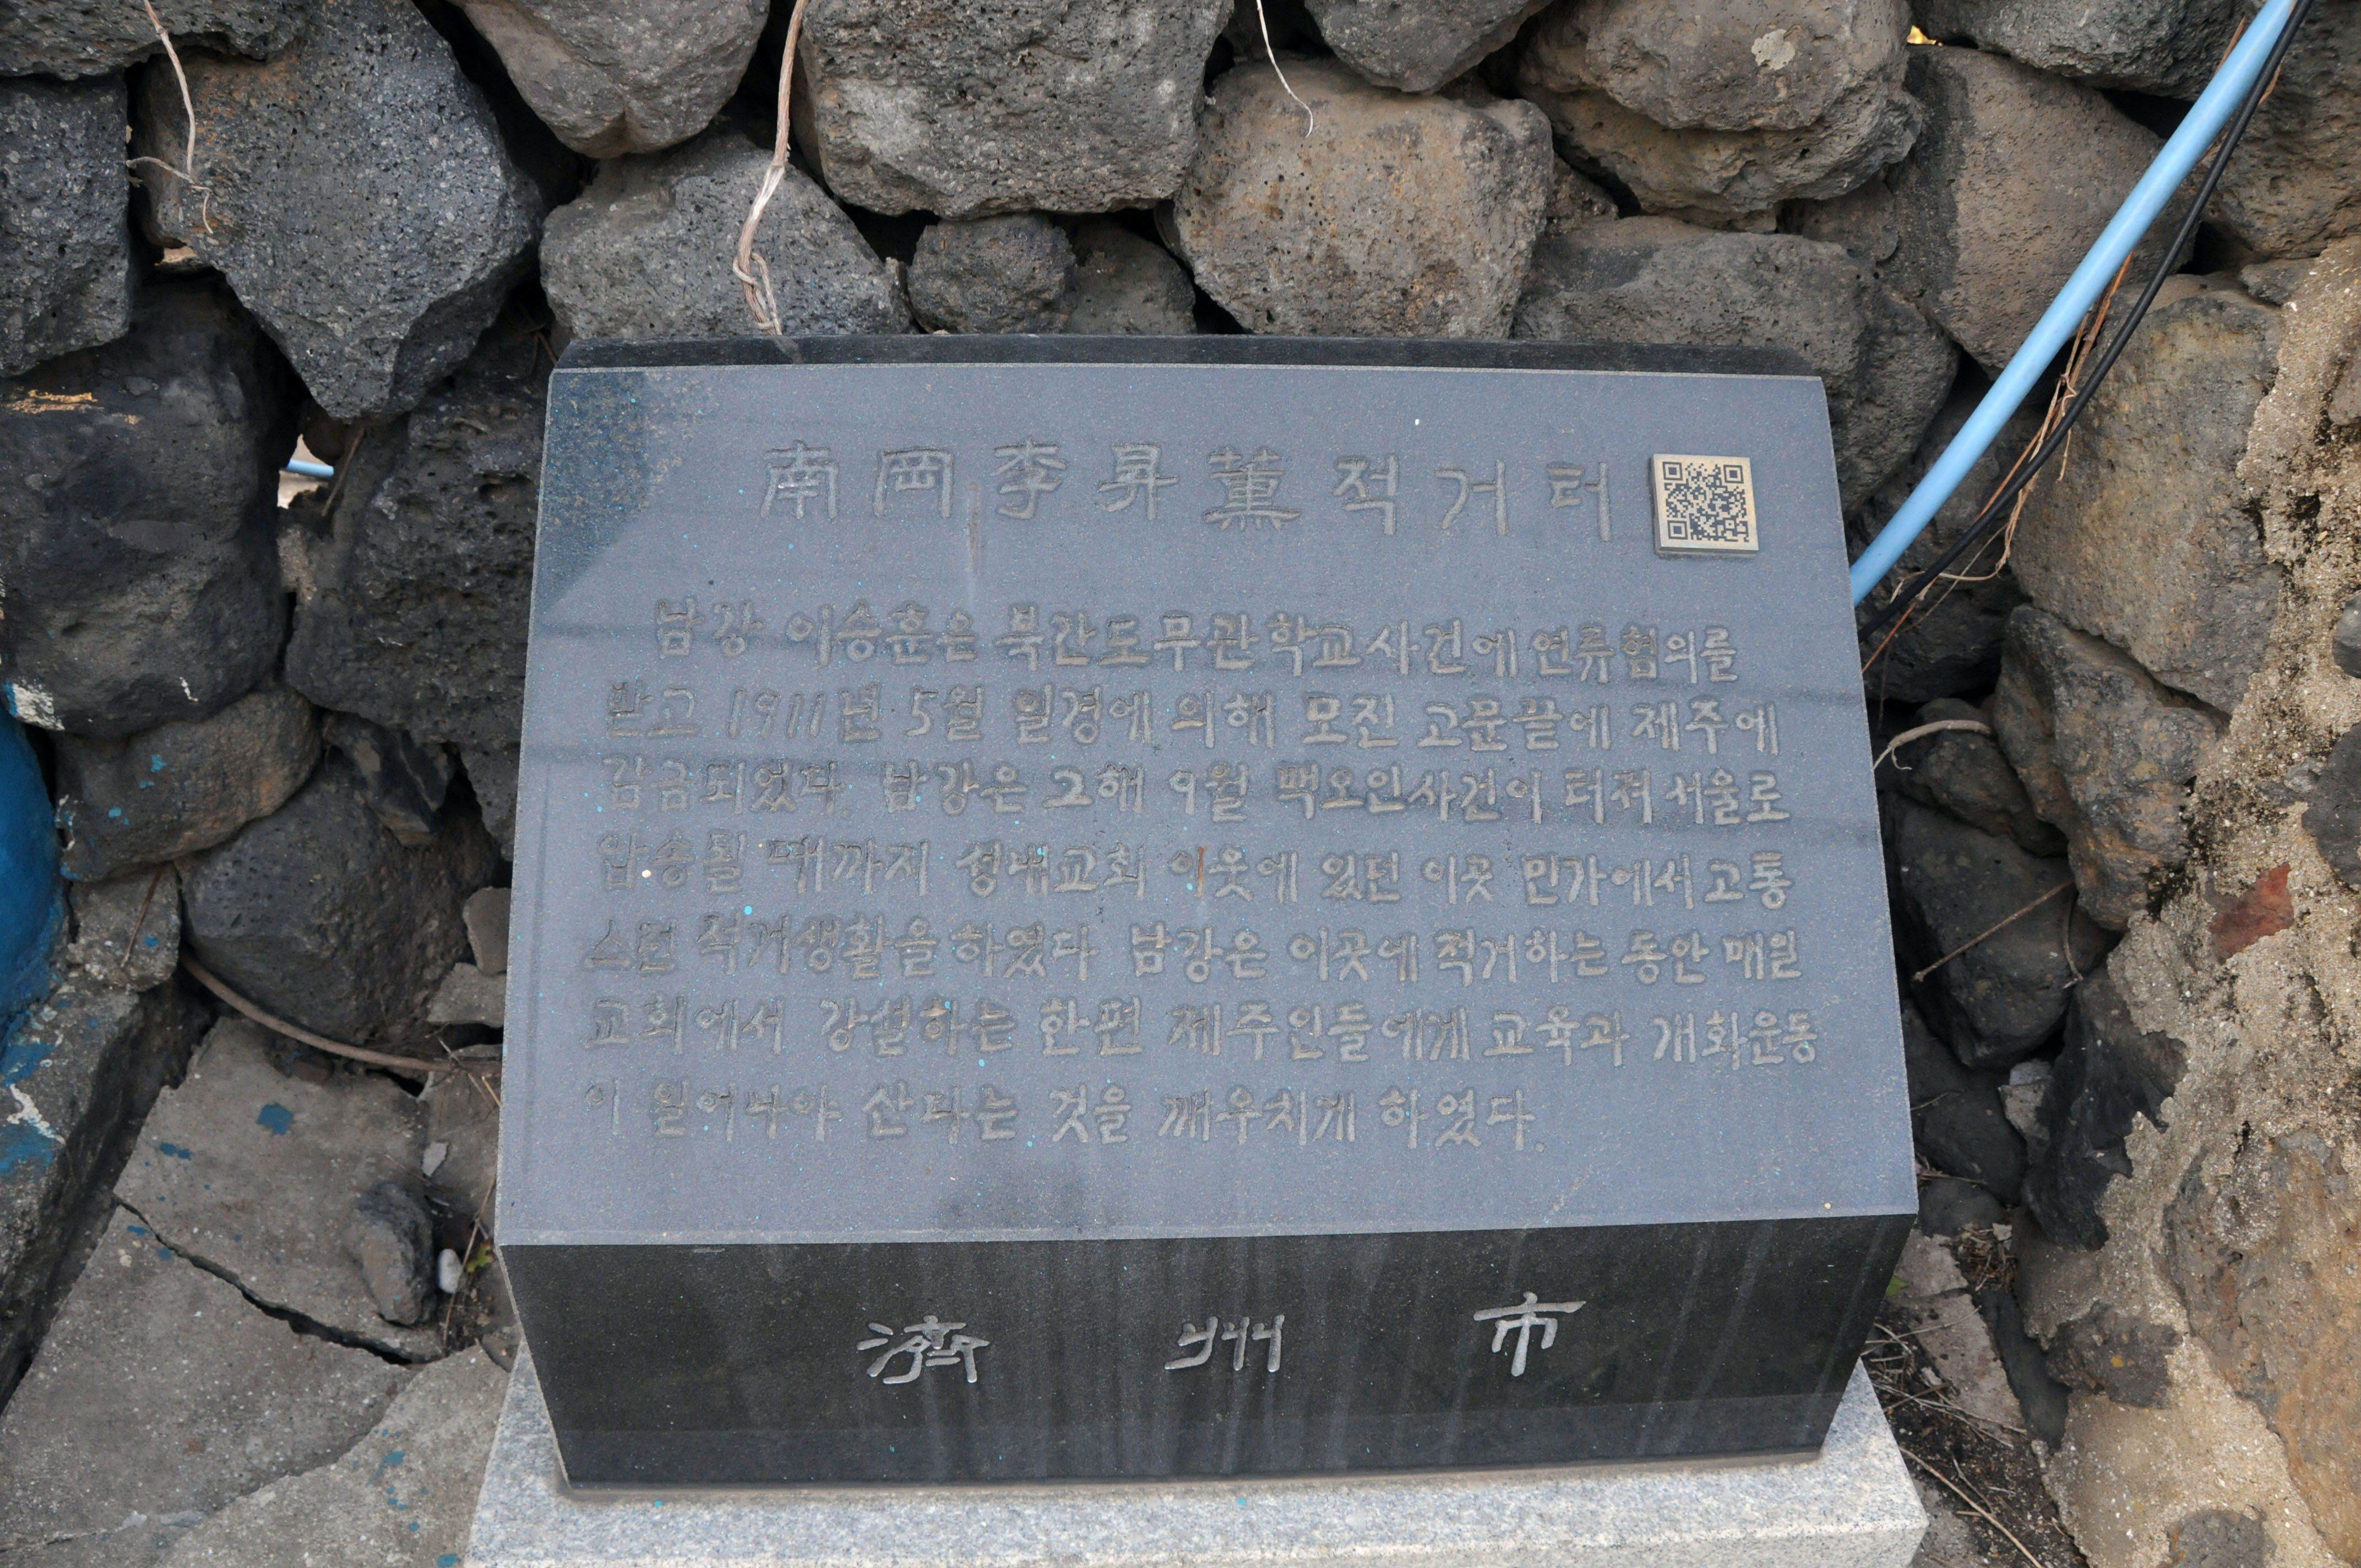 南岡李昇薰 적거터
남강 이승훈은 북간도무관학교사건에 연류혐의를
받고 1911년 5월 일경에 의해 모진 고문끝에 제주에
감금되었다. 남강은 그해 9월 백오인사건이 터져 서울로
압송될 때까지 성내교회 이웃에 있던 이곳 민가에서 고통
스런 적거생활을 하였다 남강은 이곳에 적거하는 동안 매일
교회에서 강설하는 한편 제주인들에게 교육과 개화운동
이 일어나야 산다는 것을 깨우치게 하였다.
濟州市